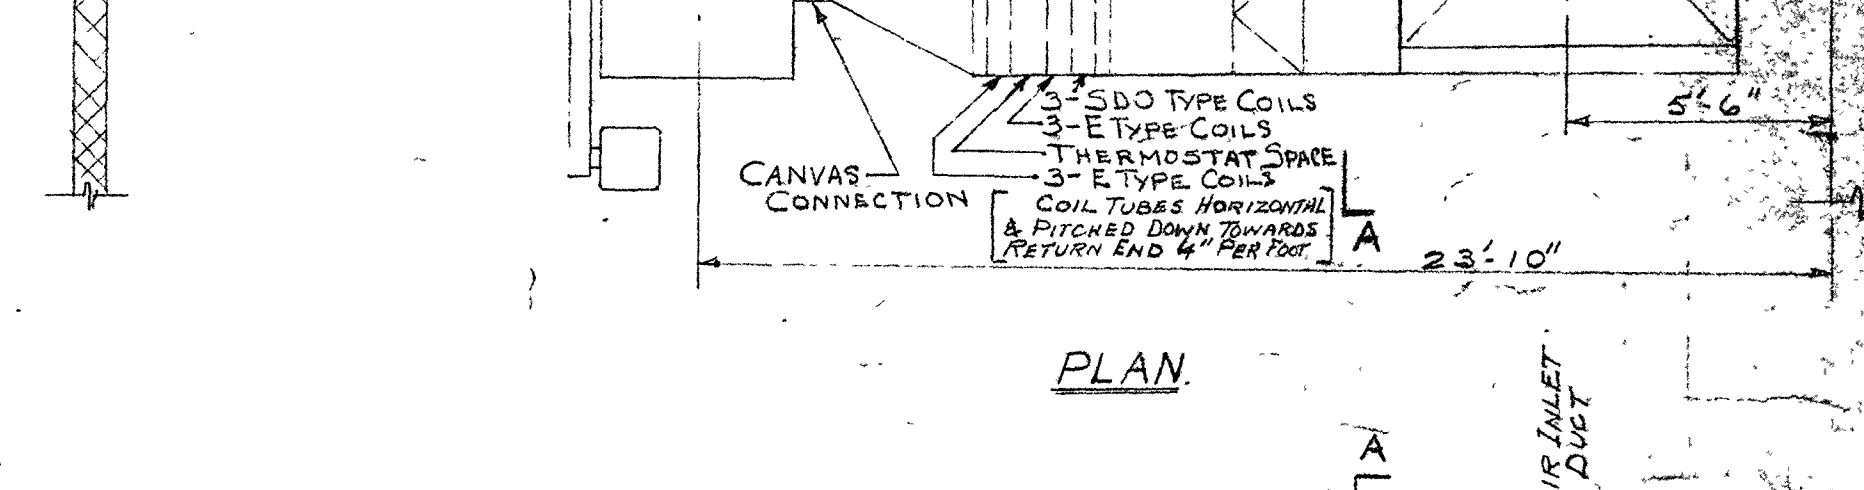 5'-6"
3-SDO TYPE COILS
3-E TYPE COILS
THERMOSTAT SPACE
3-E TYPE COILS
CANVAS
CONNECTION
[COIL TUBES HORIZONTAL
& PITCHED DOWN TOWARDS
RETURN END 4" PER FOOT.]
A
23'-10"
PLAN.
A
IR INLET
DUCT